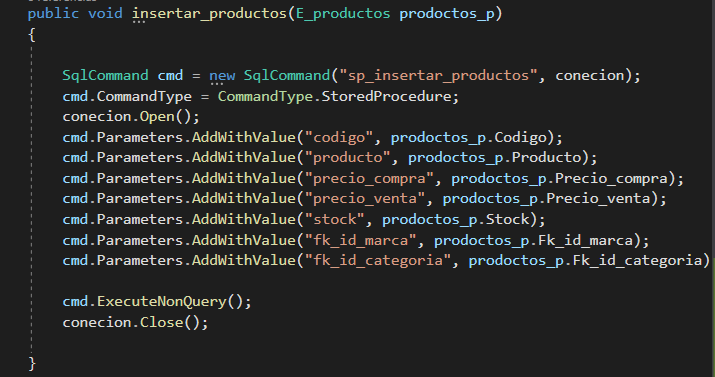 public void insertar_productos(E_productos prodoctos_p)
{
SqlCommand cmd = new SqlCommand("sp_insertar_productos", conecion);
cmd.CommandType = CommandType.StoredProcedure;
conecion.Open();
cmd.Parameters.AddWithValue("codigo", prodoctos_p.Codigo);
cmd.Parameters.AddWithValue("producto", prodoctos_p.Producto);
cmd.Parameters.AddWithValue("precio_compra", prodoctos_p.Precio_compra);
cmd.Parameters.AddWithValue("precio_venta", prodoctos_p.Precio_venta);
cmd.Parameters.AddWithValue("stock", prodoctos_p.Stock);
cmd.Parameters.AddWithValue("fk_id_marca", prodoctos_p.Fk_id_marca);
cmd.Parameters.AddWithValue("fk_id_categoria", prodoctos_p.Fk_id_categoria)
cmd.ExecuteNonQuery();
conecion.Close();
}